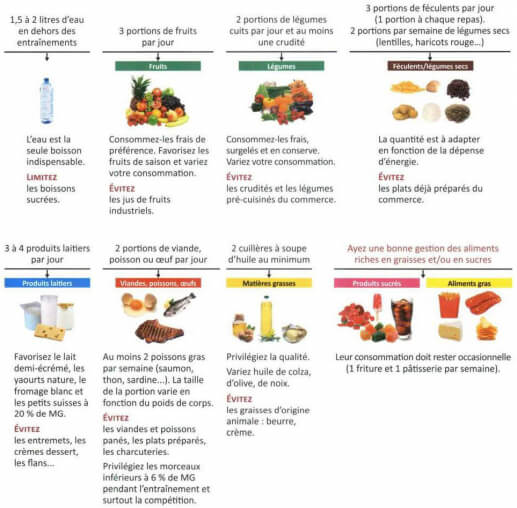 1,5 à 2 litres d'eau
en dehors des
entraînements
L'eau est la
seule boisson
indispensable.
LIMITEZ
les boissons
sucrées.
3 portions de fruits
par jour
Fruits
Consommez-les frais de
préférence. Favorisez les
fruits de saison et variez
votre consommation.
ÉVITEZ
les jus de fruits
industriels.
2 portions de légumes
cuits par jour et au moins
une crudité
Légumes
Consommez-les frais,
surgelés et en conserve.
Variez votre consommation.
ÉVITEZ
les crudités et les légumes
pré-cuisinés du commerce.
3 portions de féculents par jour
(1 portion à chaque repas).
2 portions par semaine de légumes secs
(lentilles, haricots rouge...)
Féculents/légumes secs
La quantité est à adapter
en fonction de la dépense
d'énergie.
ÉVITEZ
les plats déjà préparés du
commerce.
3 à 4 produits laitiers
par jour
Produits laitiers
Favorisez le lait
demi-écrémé, les
yaourts nature, le
fromage blanc et
les petits suisses à
20 % de MG.
ÉVITEZ
les entremets, les
crèmes dessert,
les flans...
2 portions de viande,
poisson ou œuf par jour
Viandes, poissons, œufs
Au moins 2 poissons gras
par semaine (saumon,
thon, sardine...). La taille
de la portion varie en
fonction du poids de corps.
ÉVITEZ
les viandes et poissons
panés, les plats préparés,
les charcuteries.
Privilégiez les morceaux
inférieurs à 6 % de MG
pendant l'entraînement et
surtout la compétition.
2 cuillères à soupe
d'huile au minimum
Matières grasses
Privilégiez la qualité.
Variez huile de colza,
d'olive, de noix.
ÉVITEZ
les graisses d'origine
animale : beurre,
crème.
Ayez une bonne gestion des aliments
riches en graisses et/ou en sucres
Produits sucrés
Aliments gras
Leur consommation doit rester occasionnelle
(1 friture et 1 pâtisserie par semaine).